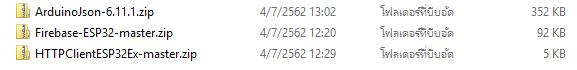 ArduinoJson-6.11.1.zip 4/7/2562 13:02 โฟลเดอร์ที่บีบอัด 352 KB
Firebase-ESP32-master.zip 4/7/2562 12:20 โฟลเดอร์ที่บีบอัด 92 KB
HTTPClientESP32Ex-master.zip 4/7/2562 12:29 โฟลเดอร์ที่บีบอัด 5 KB